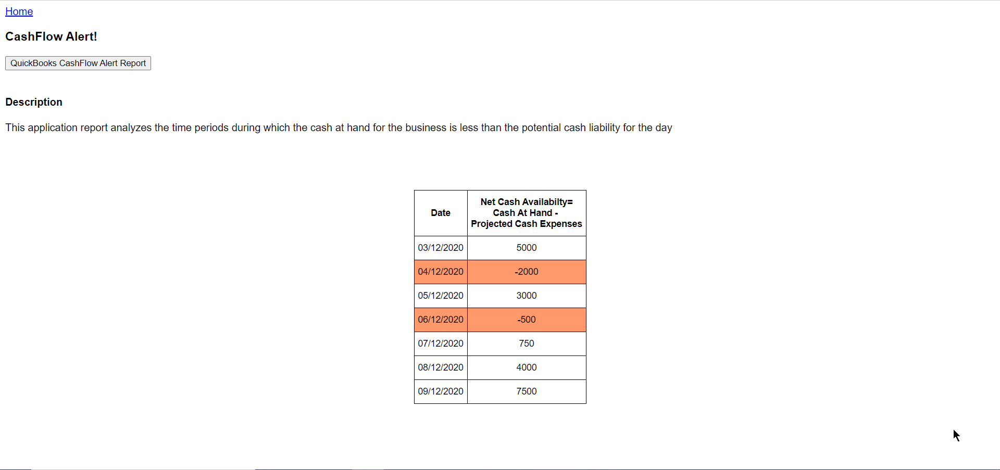 Home
CashFlow Alert!
QuickBooks CashFlow Alert Report
Description
This application report analyzes the time periods during which the cash at hand for the business is less than the potential cash liability for the day
Date
Net Cash Availabilty=
Cash At Hand -
Projected Cash Expenses
03/12/2020 5000
04/12/2020 -2000
05/12/2020 3000
06/12/2020 -500
07/12/2020 750
08/12/2020 4000
09/12/2020 7500